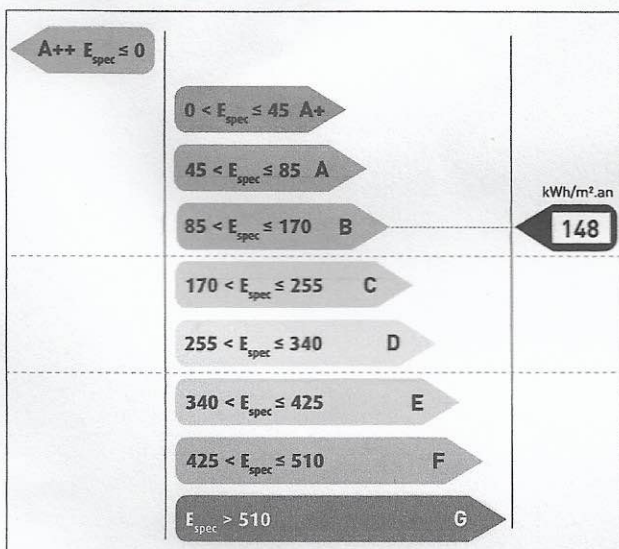 A++ Espec ≤ 0
0 < Espec ≤ 45 A+
45 < Espec ≤ 85 A
kWh/m².an
85 < Espec ≤ 170 B
148
170 < Espec ≤ 255 C
255 < Espec ≤ 340 D
340 < Espec ≤ 425 E
425 < Espec ≤ 510 F
Espec > 510 G